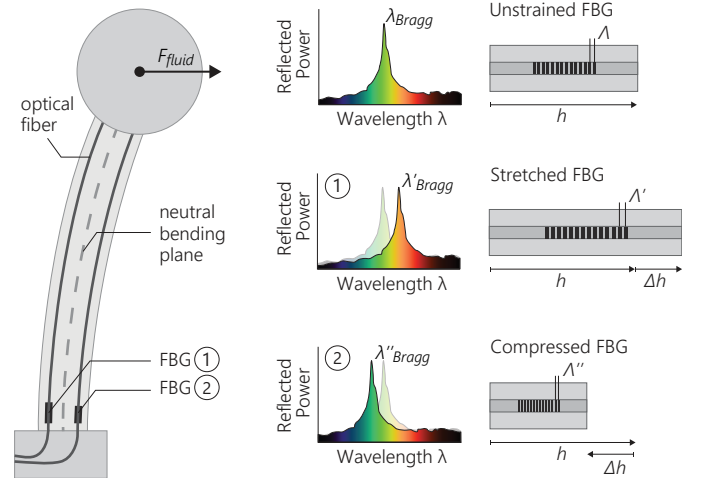 F_fluid
optical
fiber
neutral
bending
plane
FBG ①
FBG ②
λ_Bragg
Reflected
Power
Wavelength λ
Unstrained FBG
Λ
h
①
λ'_Bragg
Reflected
Power
Wavelength λ
Stretched FBG
Λ'
h
Δh
②
λ''_Bragg
Reflected
Power
Wavelength λ
Compressed FBG
Λ''
h
Δh